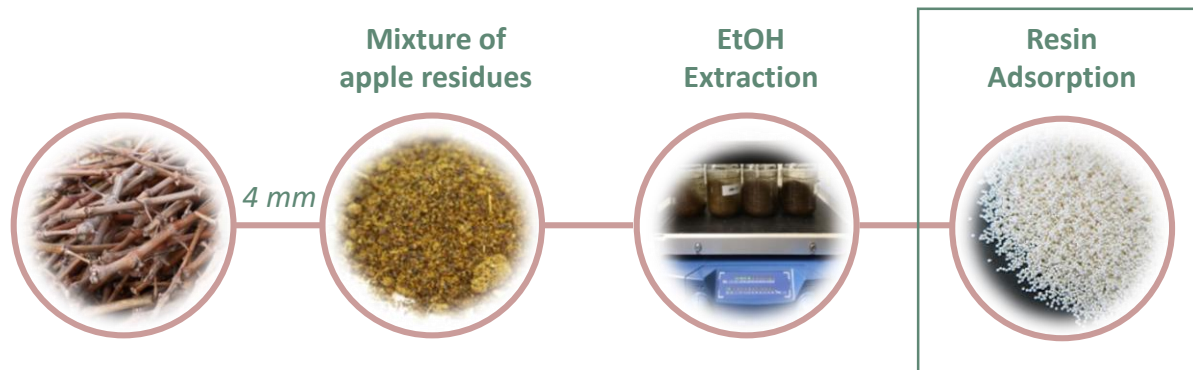 Mixture of
apple residues
EtOH
Extraction
Resin
Adsorption
4 mm